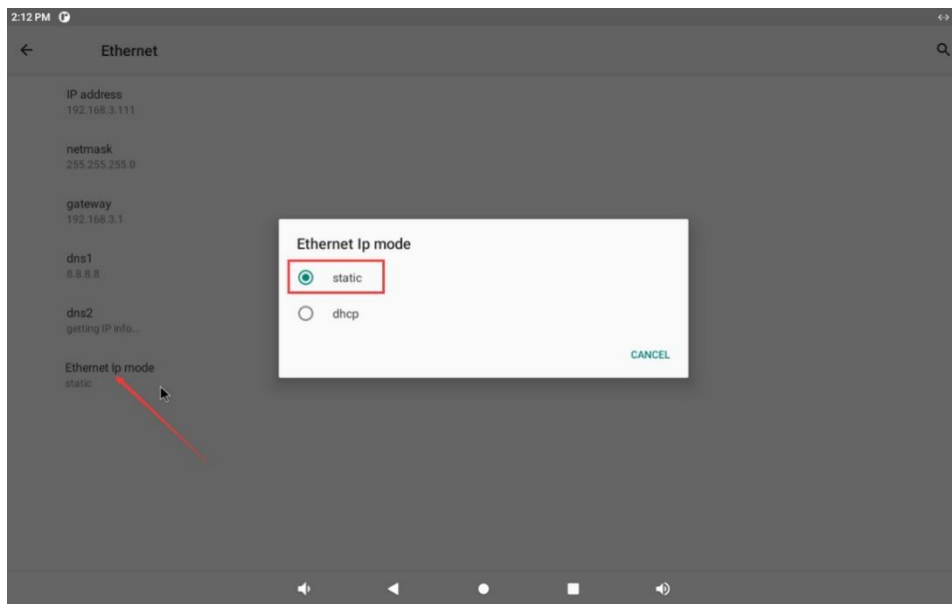 2:12 PM
Ethernet
IP address
192.168.3.111
netmask
255.255.255.0
gateway
192.168.3.1
dns1
8.8.8.8
dns2
getting IP info...
Ethernet Ip mode
static
Ethernet Ip mode
static
dhcp
CANCEL